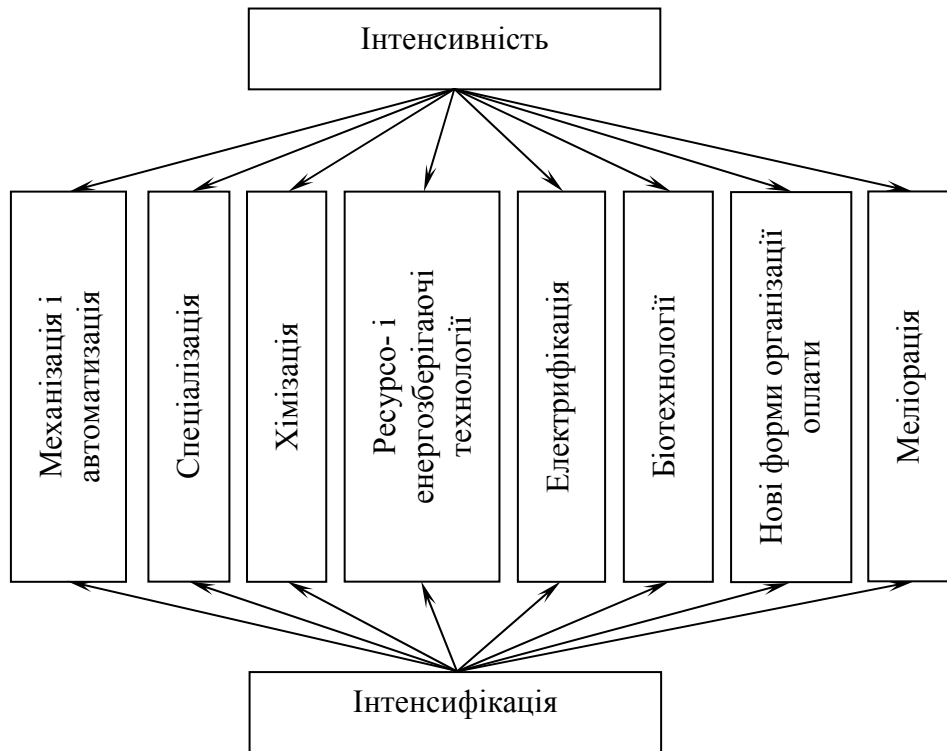 Інтенсивність
Механізація і
автоматизація
Спеціалізація
Хімізація
Ресурсо- і
енергозберігаючі
технології
Електрифікація
Біотехнології
Нові форми організації
оплати
Меліорація
Інтенсифікація